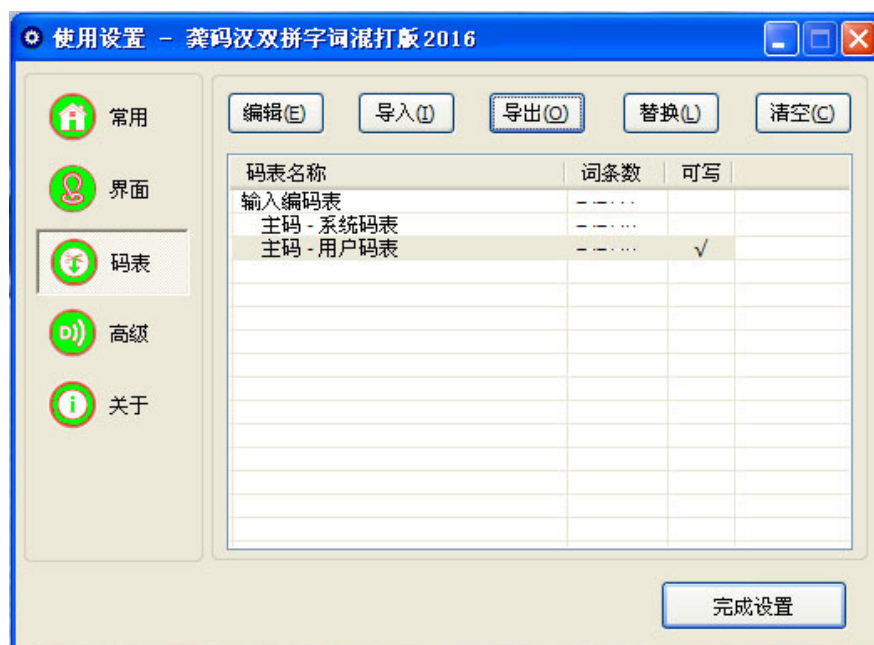 使用设置 - 龚码汉双拼字词混打版2016
常用
界面
码表
高级
关于
编辑(E) 导入(I) 导出(O) 替换(L) 清空(C)
码表名称 词条数 可写
输入编码表
主码 - 系统码表
主码 - 用户码表 √
完成设置